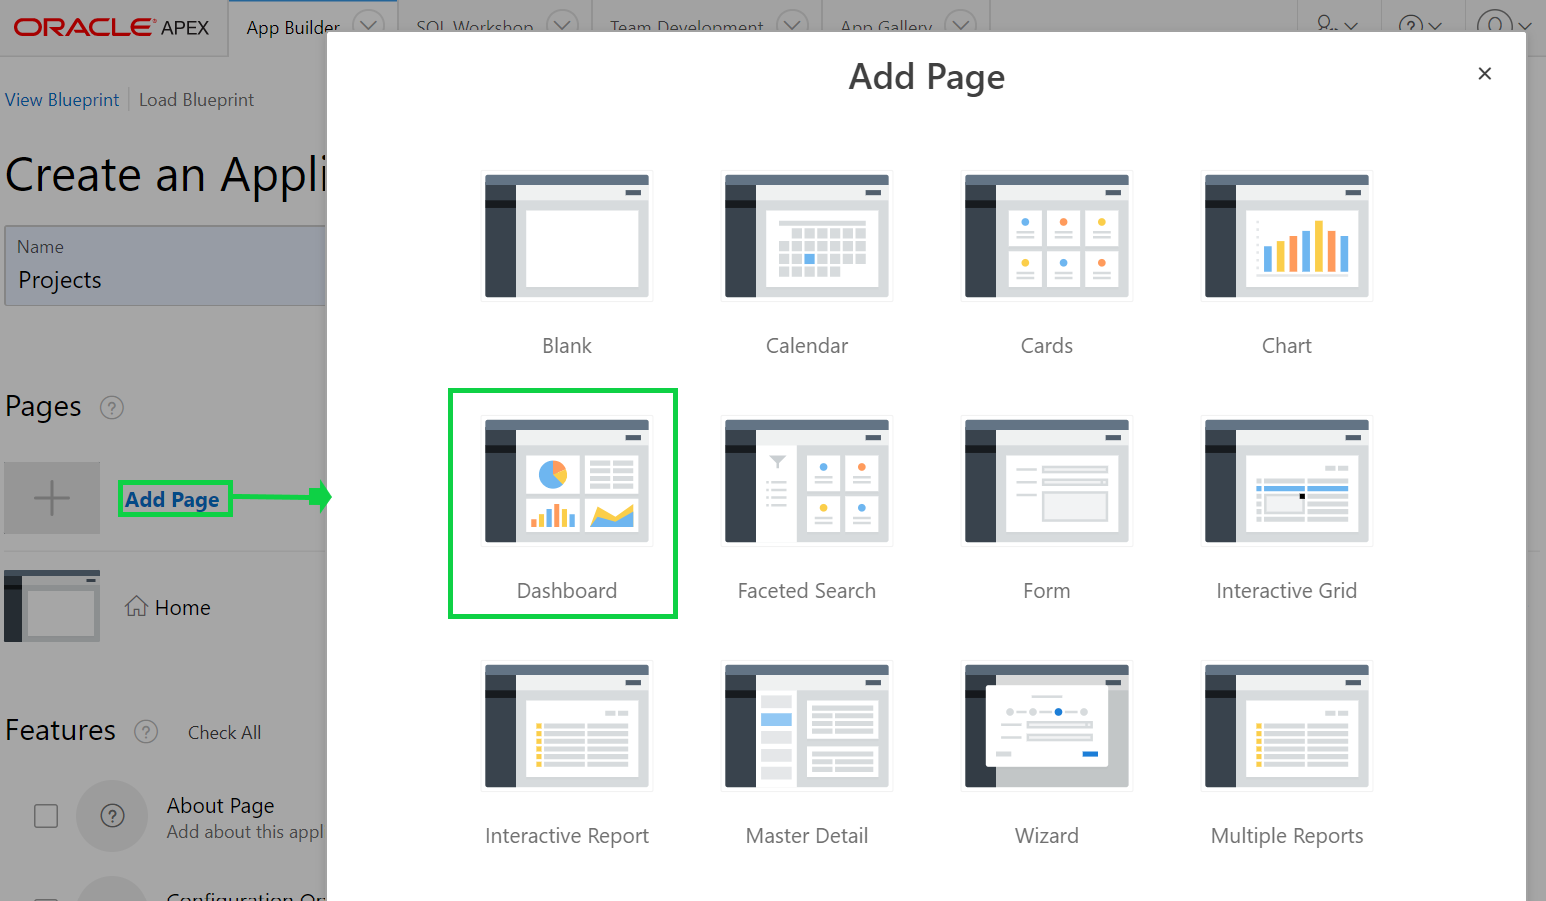 ORACLE® APEX App Builder SQL Workshop Team Development App Gallery
View Blueprint Load Blueprint
Create an Appli
Name
Projects
Pages ?
Add Page
Home
Features ? Check All
? About Page
Add about this appl
Configuration Op
Add Page
Blank Calendar Cards Chart
Dashboard Faceted Search Form Interactive Grid
Interactive Report Master Detail Wizard Multiple Reports